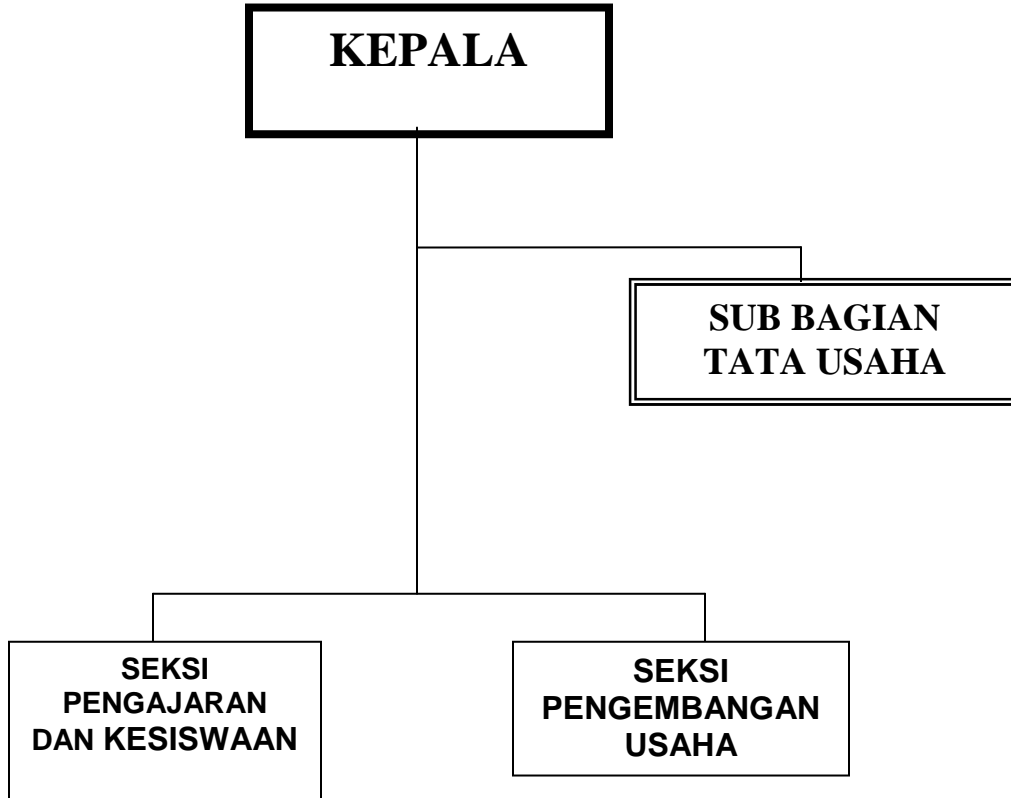 KEPALA
SUB BAGIAN
TATA USAHA
SEKSI
PENGAJARAN
DAN KESISWAAN
SEKSI
PENGEMBANGAN
USAHA